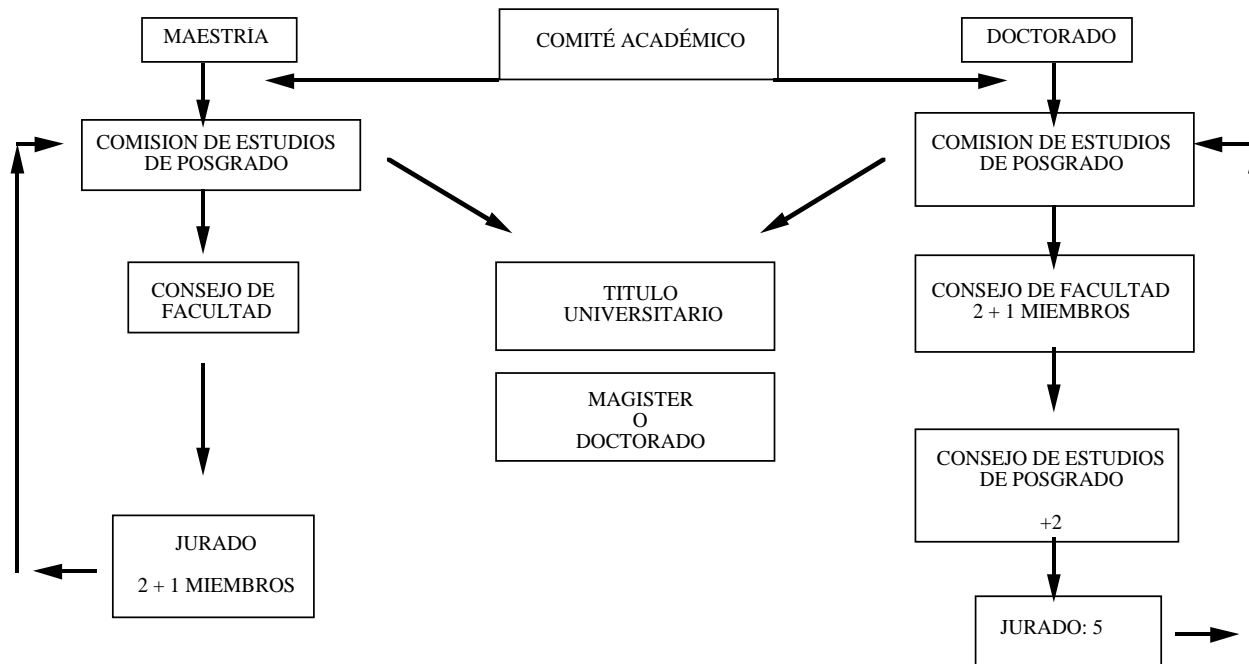 MAESTRÍA
COMITÉ ACADÉMICO
DOCTORADO
COMISION DE ESTUDIOS
DE POSGRADO
COMISION DE ESTUDIOS
DE POSGRADO
CONSEJO DE
FACULTAD
TITULO
UNIVERSITARIO
CONSEJO DE FACULTAD
2 + 1 MIEMBROS
MAGISTER
O
DOCTORADO
CONSEJO DE ESTUDIOS
DE POSGRADO
+2
JURADO
2 + 1 MIEMBROS
JURADO: 5